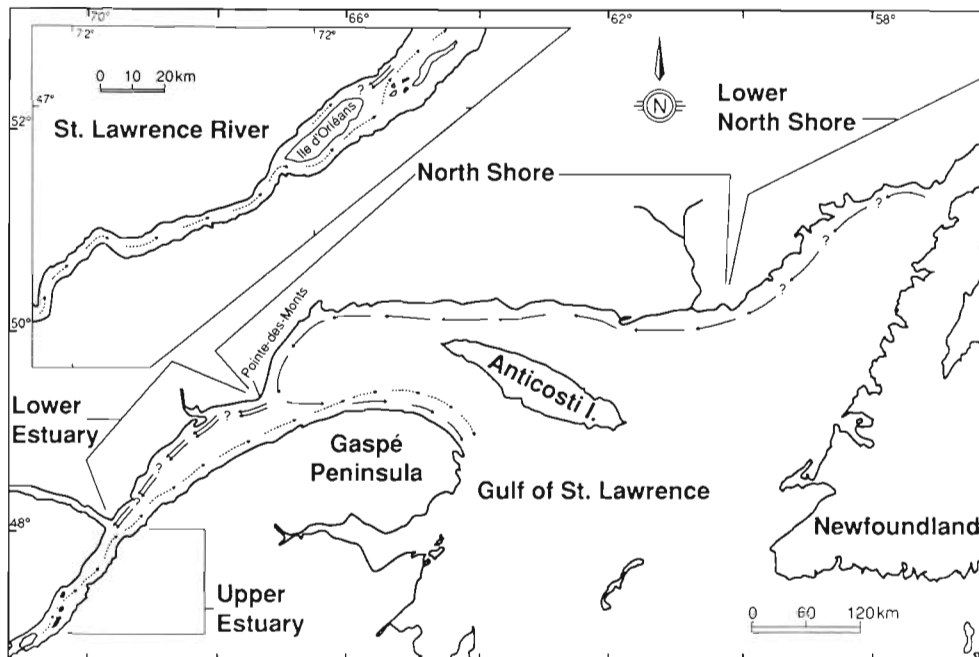 70°
66°
62°
58°
72°
72°
0 10 20km
47°
52°
St. Lawrence River
Ile d'Orléans
?
N
Lower
North Shore
North Shore
?
?
?
50°
Pointe-des-Monts
Anticosti I.
Lower
Estuary
?
?
Gaspé
Peninsula
Gulf of St. Lawrence
48°
Newfoundland
Upper
Estuary
0 60 120km